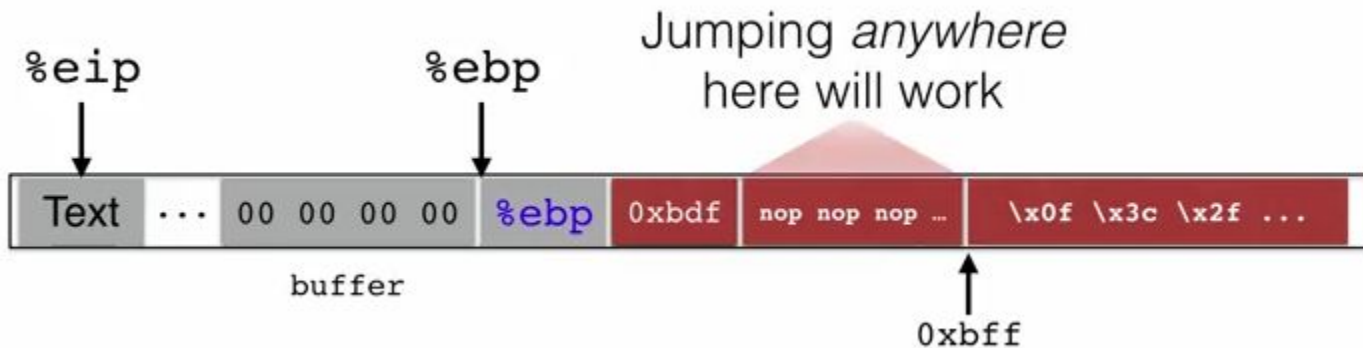 Jumping anywhere
here will work
%eip
%ebp
Text ... 00 00 00 00 %ebp 0xbdf nop nop nop … \x0f \x3c \x2f ...
buffer
0xbff